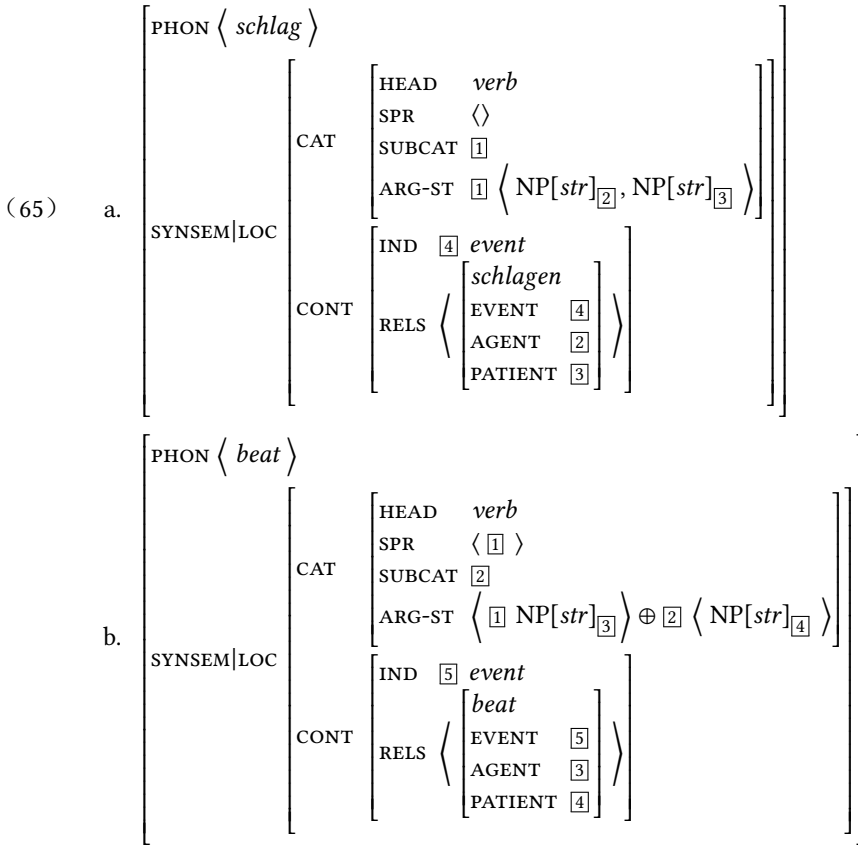 PHON ⟨ schlag ⟩
HEAD verb
SPR ⟨⟩
CAT
SUBCAT 1
(65) a.
ARG-ST 1 ⟨ NP[str]2 , NP[str]3 ⟩
SYNSEM|LOC
IND 4 event
schlagen
EVENT 4
CONT
RELS ⟨ ⟩
AGENT 2
PATIENT 3
PHON ⟨ beat ⟩
HEAD verb
SPR ⟨ 1 ⟩
CAT
SUBCAT 2
ARG-ST ⟨ 1 NP[str]3 ⟩ ⊕ 2 ⟨ NP[str]4 ⟩
b.
SYNSEM|LOC
IND 5 event
beat
EVENT 5
CONT
RELS ⟨ ⟩
AGENT 3
PATIENT 4